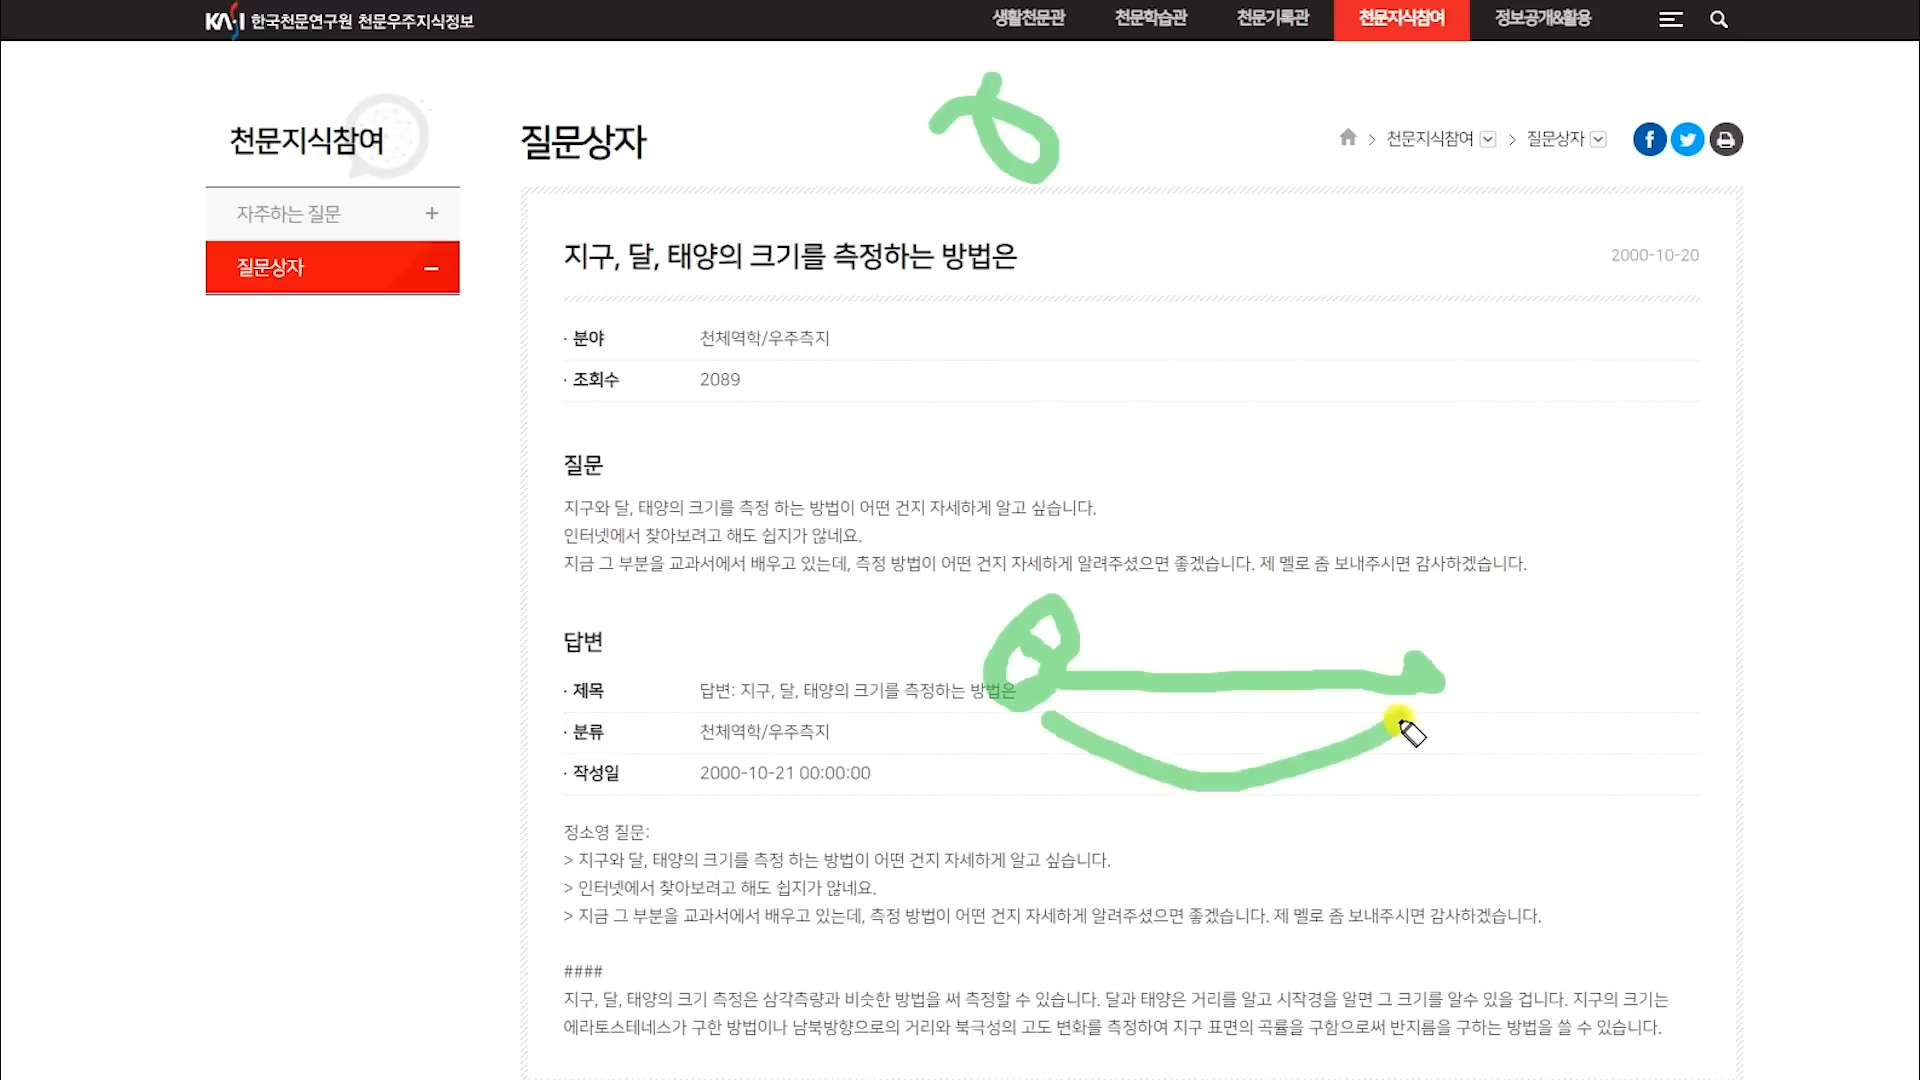 KASI 한국천문연구원 천문우주지식정보
생활천문관 천문학습관 천문기록관 천문지식참여 정보공개&활용
천문지식참여
자주하는 질문 +
질문상자 −
질문상자
> 천문지식참여 > 질문상자
지구, 달, 태양의 크기를 측정하는 방법은
2000-10-20
· 분야 천체역학/우주측지
· 조회수 2089
질문
지구와 달, 태양의 크기를 측정 하는 방법이 어떤 건지 자세하게 알고 싶습니다.
인터넷에서 찾아보려고 해도 쉽지가 않네요.
지금 그 부분을 교과서에서 배우고 있는데, 측정 방법이 어떤 건지 자세하게 알려주셨으면 좋겠습니다. 제 멜로 좀 보내주시면 감사하겠습니다.
답변
· 제목 답변: 지구, 달, 태양의 크기를 측정하는 방법은
· 분류 천체역학/우주측지
· 작성일 2000-10-21 00:00:00
정소영 질문:
> 지구와 달, 태양의 크기를 측정 하는 방법이 어떤 건지 자세하게 알고 싶습니다.
> 인터넷에서 찾아보려고 해도 쉽지가 않네요.
> 지금 그 부분을 교과서에서 배우고 있는데, 측정 방법이 어떤 건지 자세하게 알려주셨으면 좋겠습니다. 제 멜로 좀 보내주시면 감사하겠습니다.
####
지구, 달, 태양의 크기 측정은 삼각측량과 비슷한 방법을 써 측정할 수 있습니다. 달과 태양은 거리를 알고 시작경을 알면 그 크기를 알수 있을 겁니다. 지구의 크기는
에라토스테네스가 구한 방법이나 남북방향으로의 거리와 북극성의 고도 변화를 측정하여 지구 표면의 곡률을 구함으로써 반지름을 구하는 방법을 쓸 수 있습니다.